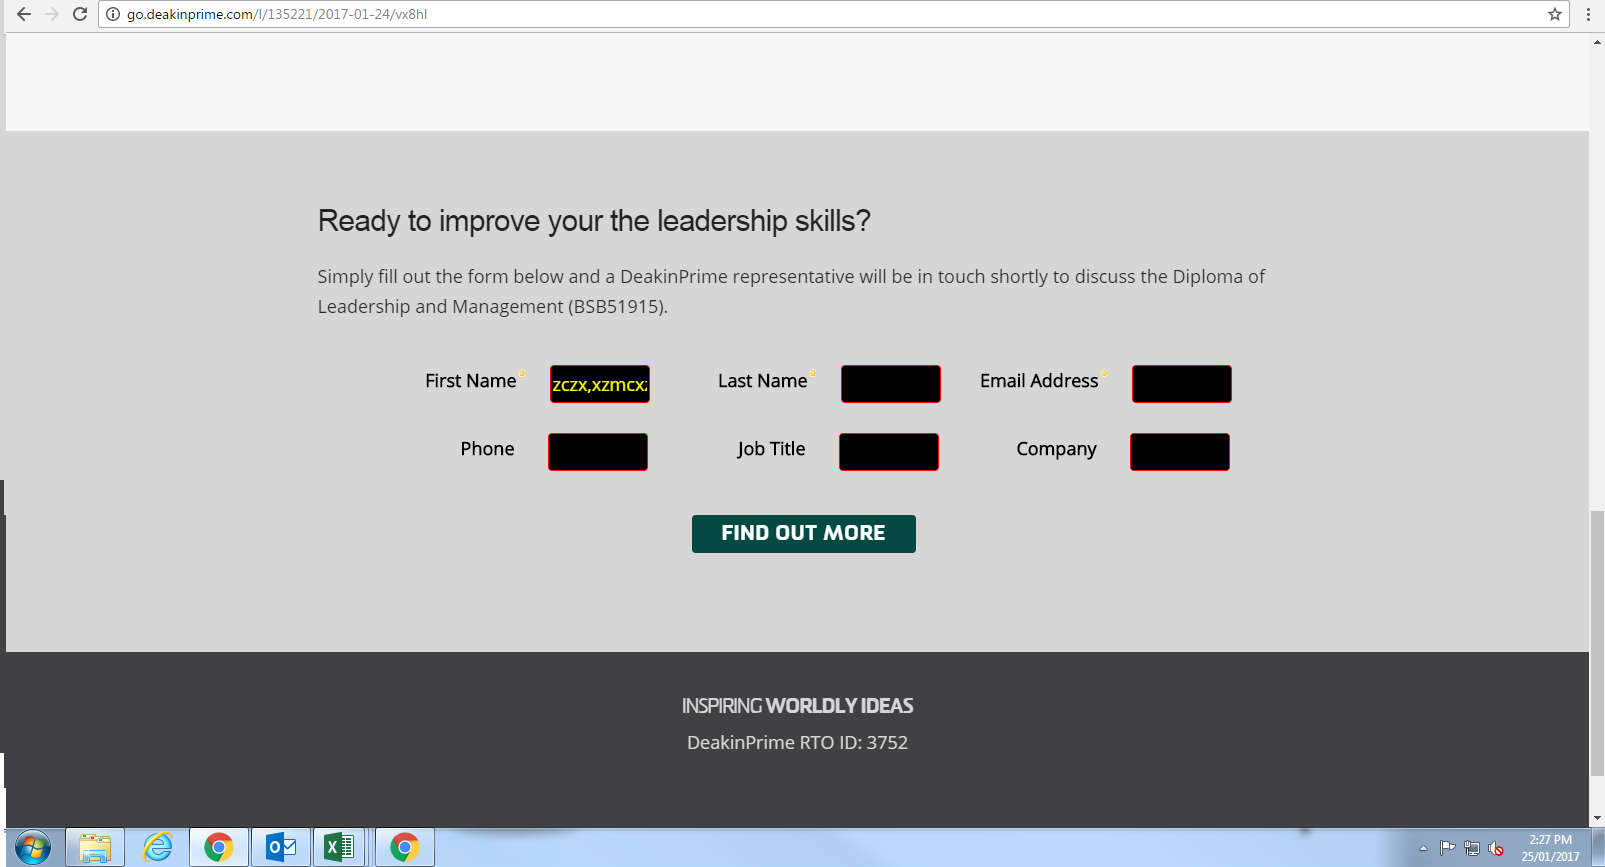 go.deakinprime.com/l/135221/2017-01-24/vx8hl
Ready to improve your the leadership skills?
Simply fill out the form below and a DeakinPrime representative will be in touch shortly to discuss the Diploma of
Leadership and Management (BSB51915).
First Name* zczx,xzmcx Last Name* Email Address*
Phone Job Title Company
FIND OUT MORE
INSPIRING WORLDLY IDEAS
DeakinPrime RTO ID: 3752
2:27 PM
25/01/2017